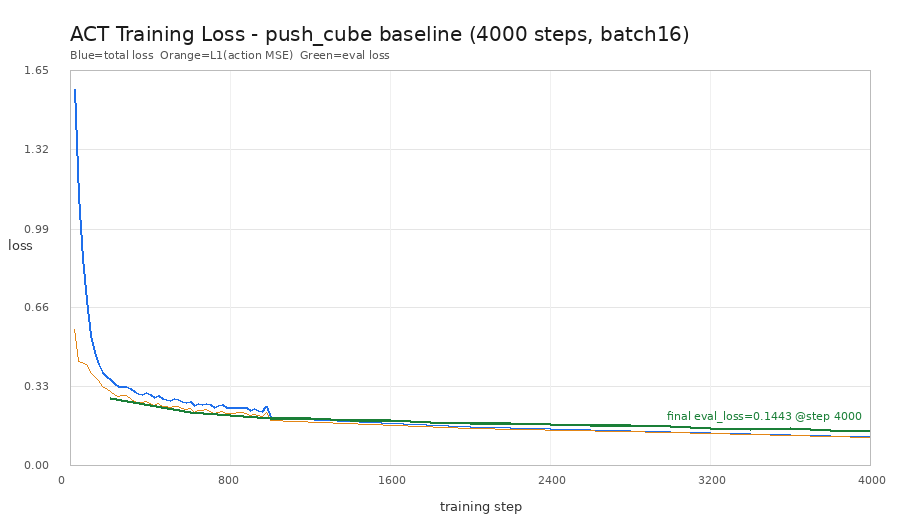 ACT Training Loss - push_cube baseline (4000 steps, batch16)
Blue=total loss  Orange=L1(action MSE)  Green=eval loss
1.65
1.32
0.99
loss
0.66
0.33
final eval_loss=0.1443 @step 4000
0.00
0
800
1600
2400
3200
4000
training step